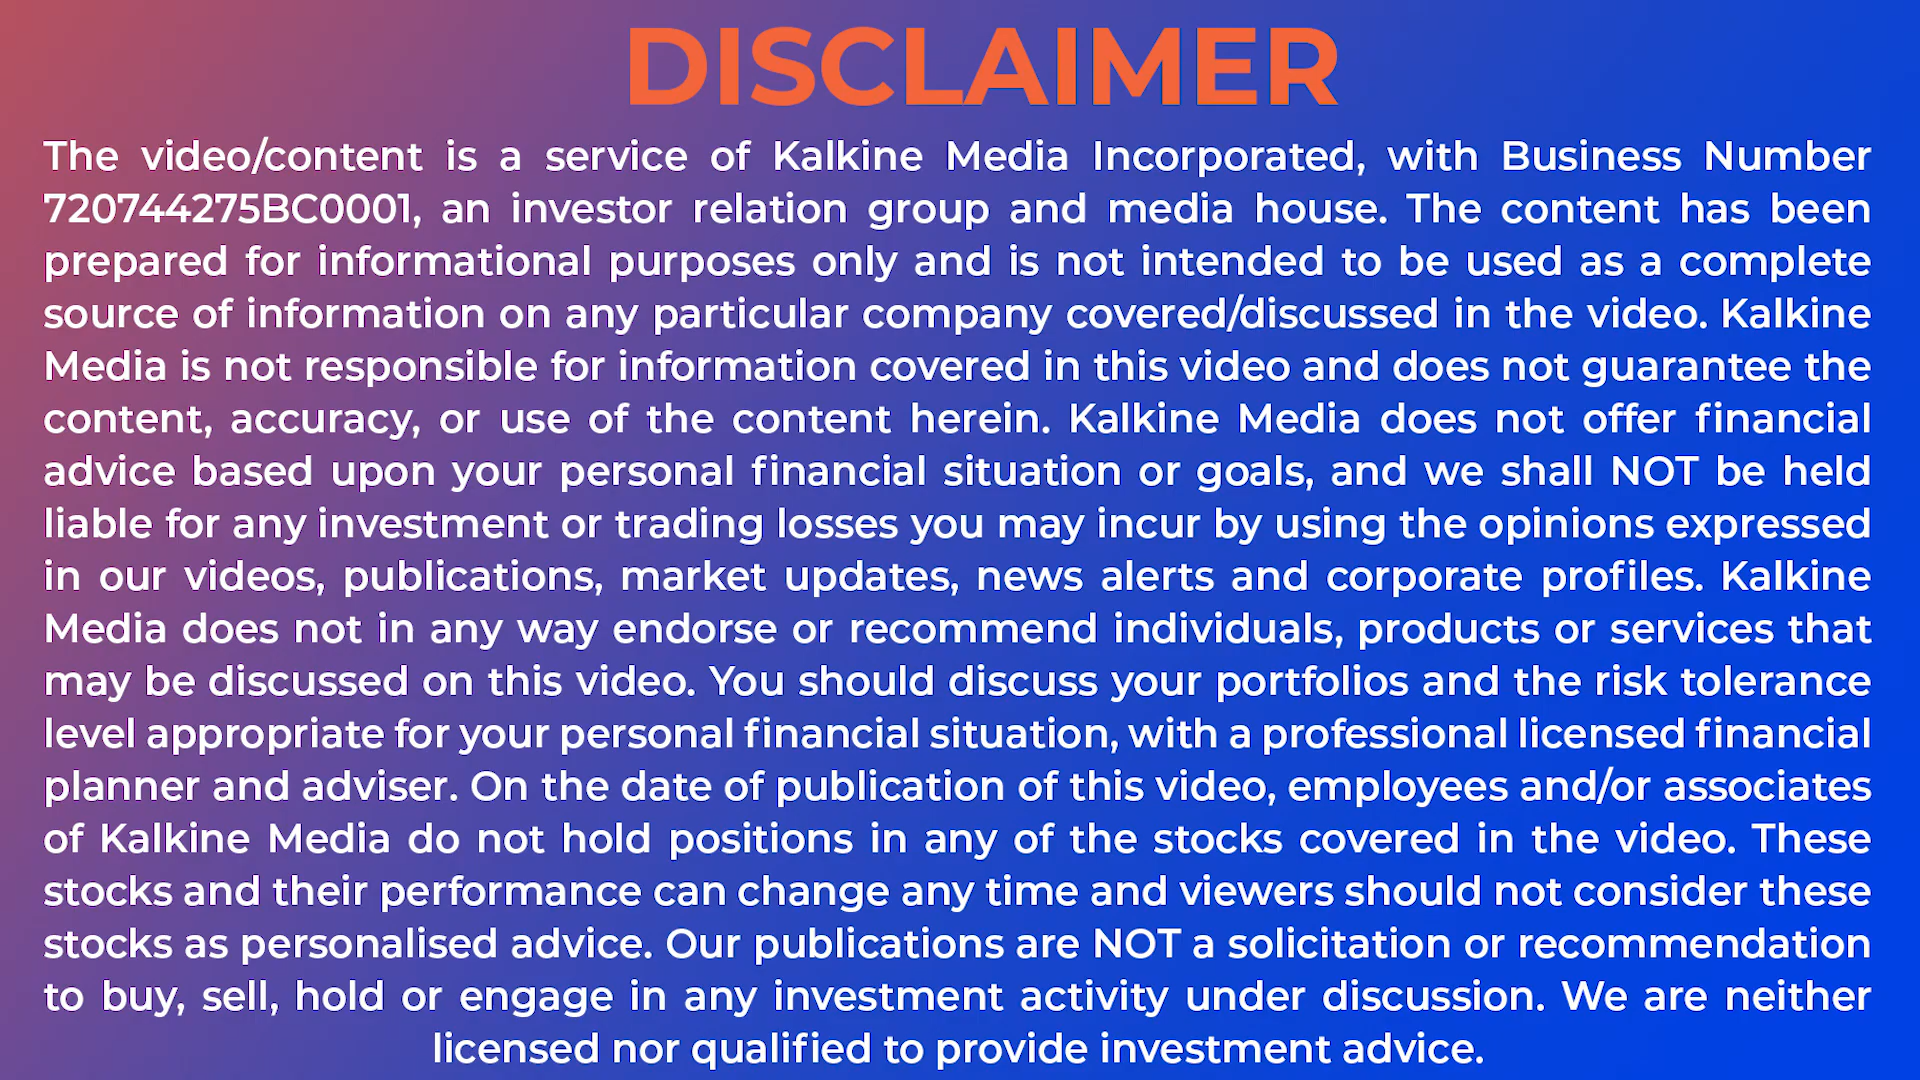 DISCLAIMER
The video/content is a service of Kalkine Media Incorporated, with Business Number
720744275BC0001, an investor relation group and media house. The content has been
prepared for informational purposes only and is not intended to be used as a complete
source of information on any particular company covered/discussed in the video. Kalkine
Media is not responsible for information covered in this video and does not guarantee the
content, accuracy, or use of the content herein. Kalkine Media does not offer financial
advice based upon your personal financial situation or goals, and we shall NOT be held
liable for any investment or trading losses you may incur by using the opinions expressed
in our videos, publications, market updates, news alerts and corporate profiles. Kalkine
Media does not in any way endorse or recommend individuals, products or services that
may be discussed on this video. You should discuss your portfolios and the risk tolerance
level appropriate for your personal financial situation, with a professional licensed financial
planner and adviser. On the date of publication of this video, employees and/or associates
of Kalkine Media do not hold positions in any of the stocks covered in the video. These
stocks and their performance can change any time and viewers should not consider these
stocks as personalised advice. Our publications are NOT a solicitation or recommendation
to buy, sell, hold or engage in any investment activity under discussion. We are neither
licensed nor qualified to provide investment advice.